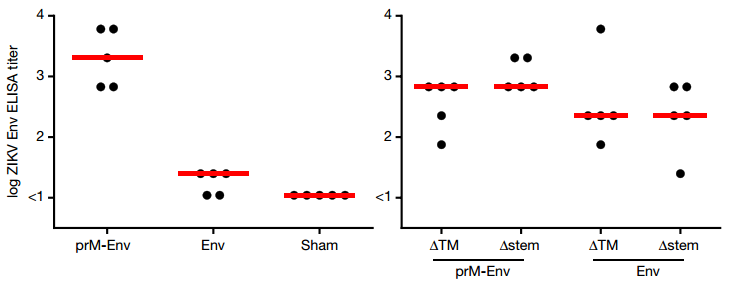 log ZIKV Env ELISA titer
4
3
2
<1
prM-Env Env Sham
4
3
2
<1
ΔTM Δstem ΔTM Δstem
prM-Env Env